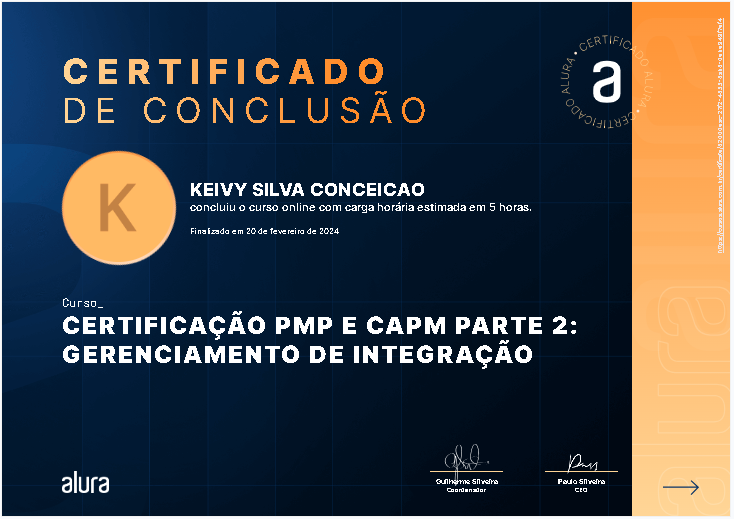 CERTIFICADO
DE CONCLUSÃO
CERTIFICADO ALURA • CERTIFICADO ALURA •
a
K
KEIVY SILVA CONCEICAO
concluiu o curso online com carga horária estimada em 5 horas.
Finalizado em 20 de fevereiro de 2024
Curso_
CERTIFICAÇÃO PMP E CAPM PARTE 2:
GERENCIAMENTO DE INTEGRAÇÃO
alura
Guilherme Silveira
Coordenador
Paulo Silveira
CEO
alura